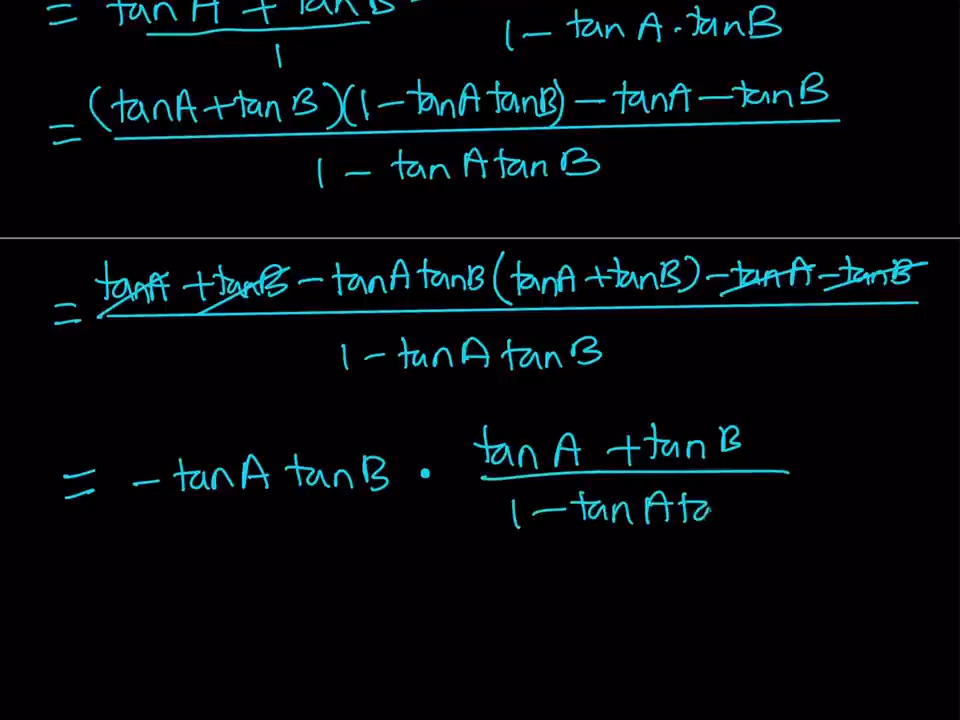 = tanA + tanB
1
1 - tanA·tanB
= (tanA + tanB)(1 - tanA tanB) - tanA - tanB
1 - tanA tanB
= tanA + tanB - tanA tanB (tanA + tanB) - tanA - tanB
1 - tanA tanB
= - tanA tanB · tanA + tanB
1 - tanA ta